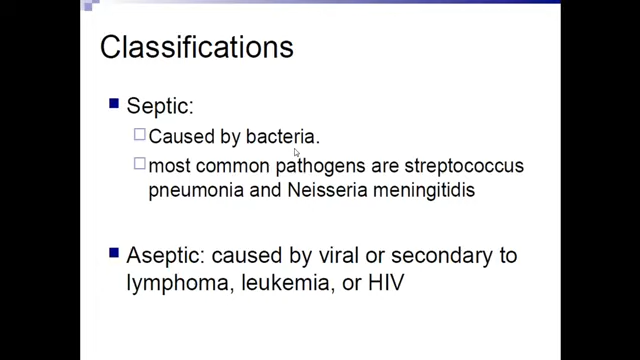 Classifications
Septic:
Caused by bacteria.
most common pathogens are streptococcus
pneumonia and Neisseria meningitidis
Aseptic: caused by viral or secondary to
lymphoma, leukemia, or HIV